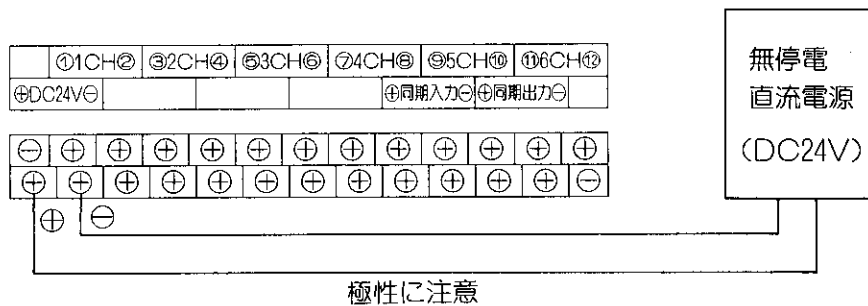 ①1CH② ③2CH④ ⑤3CH⑥ ⑦4CH⑧ ⑨5CH⑩ ⑪6CH⑫
⊕DC24V⊖ ⊕同期入力⊖ ⊕同期出力⊖
⊕ ⊖
極性に注意
無停電
直流電源
(DC24V)